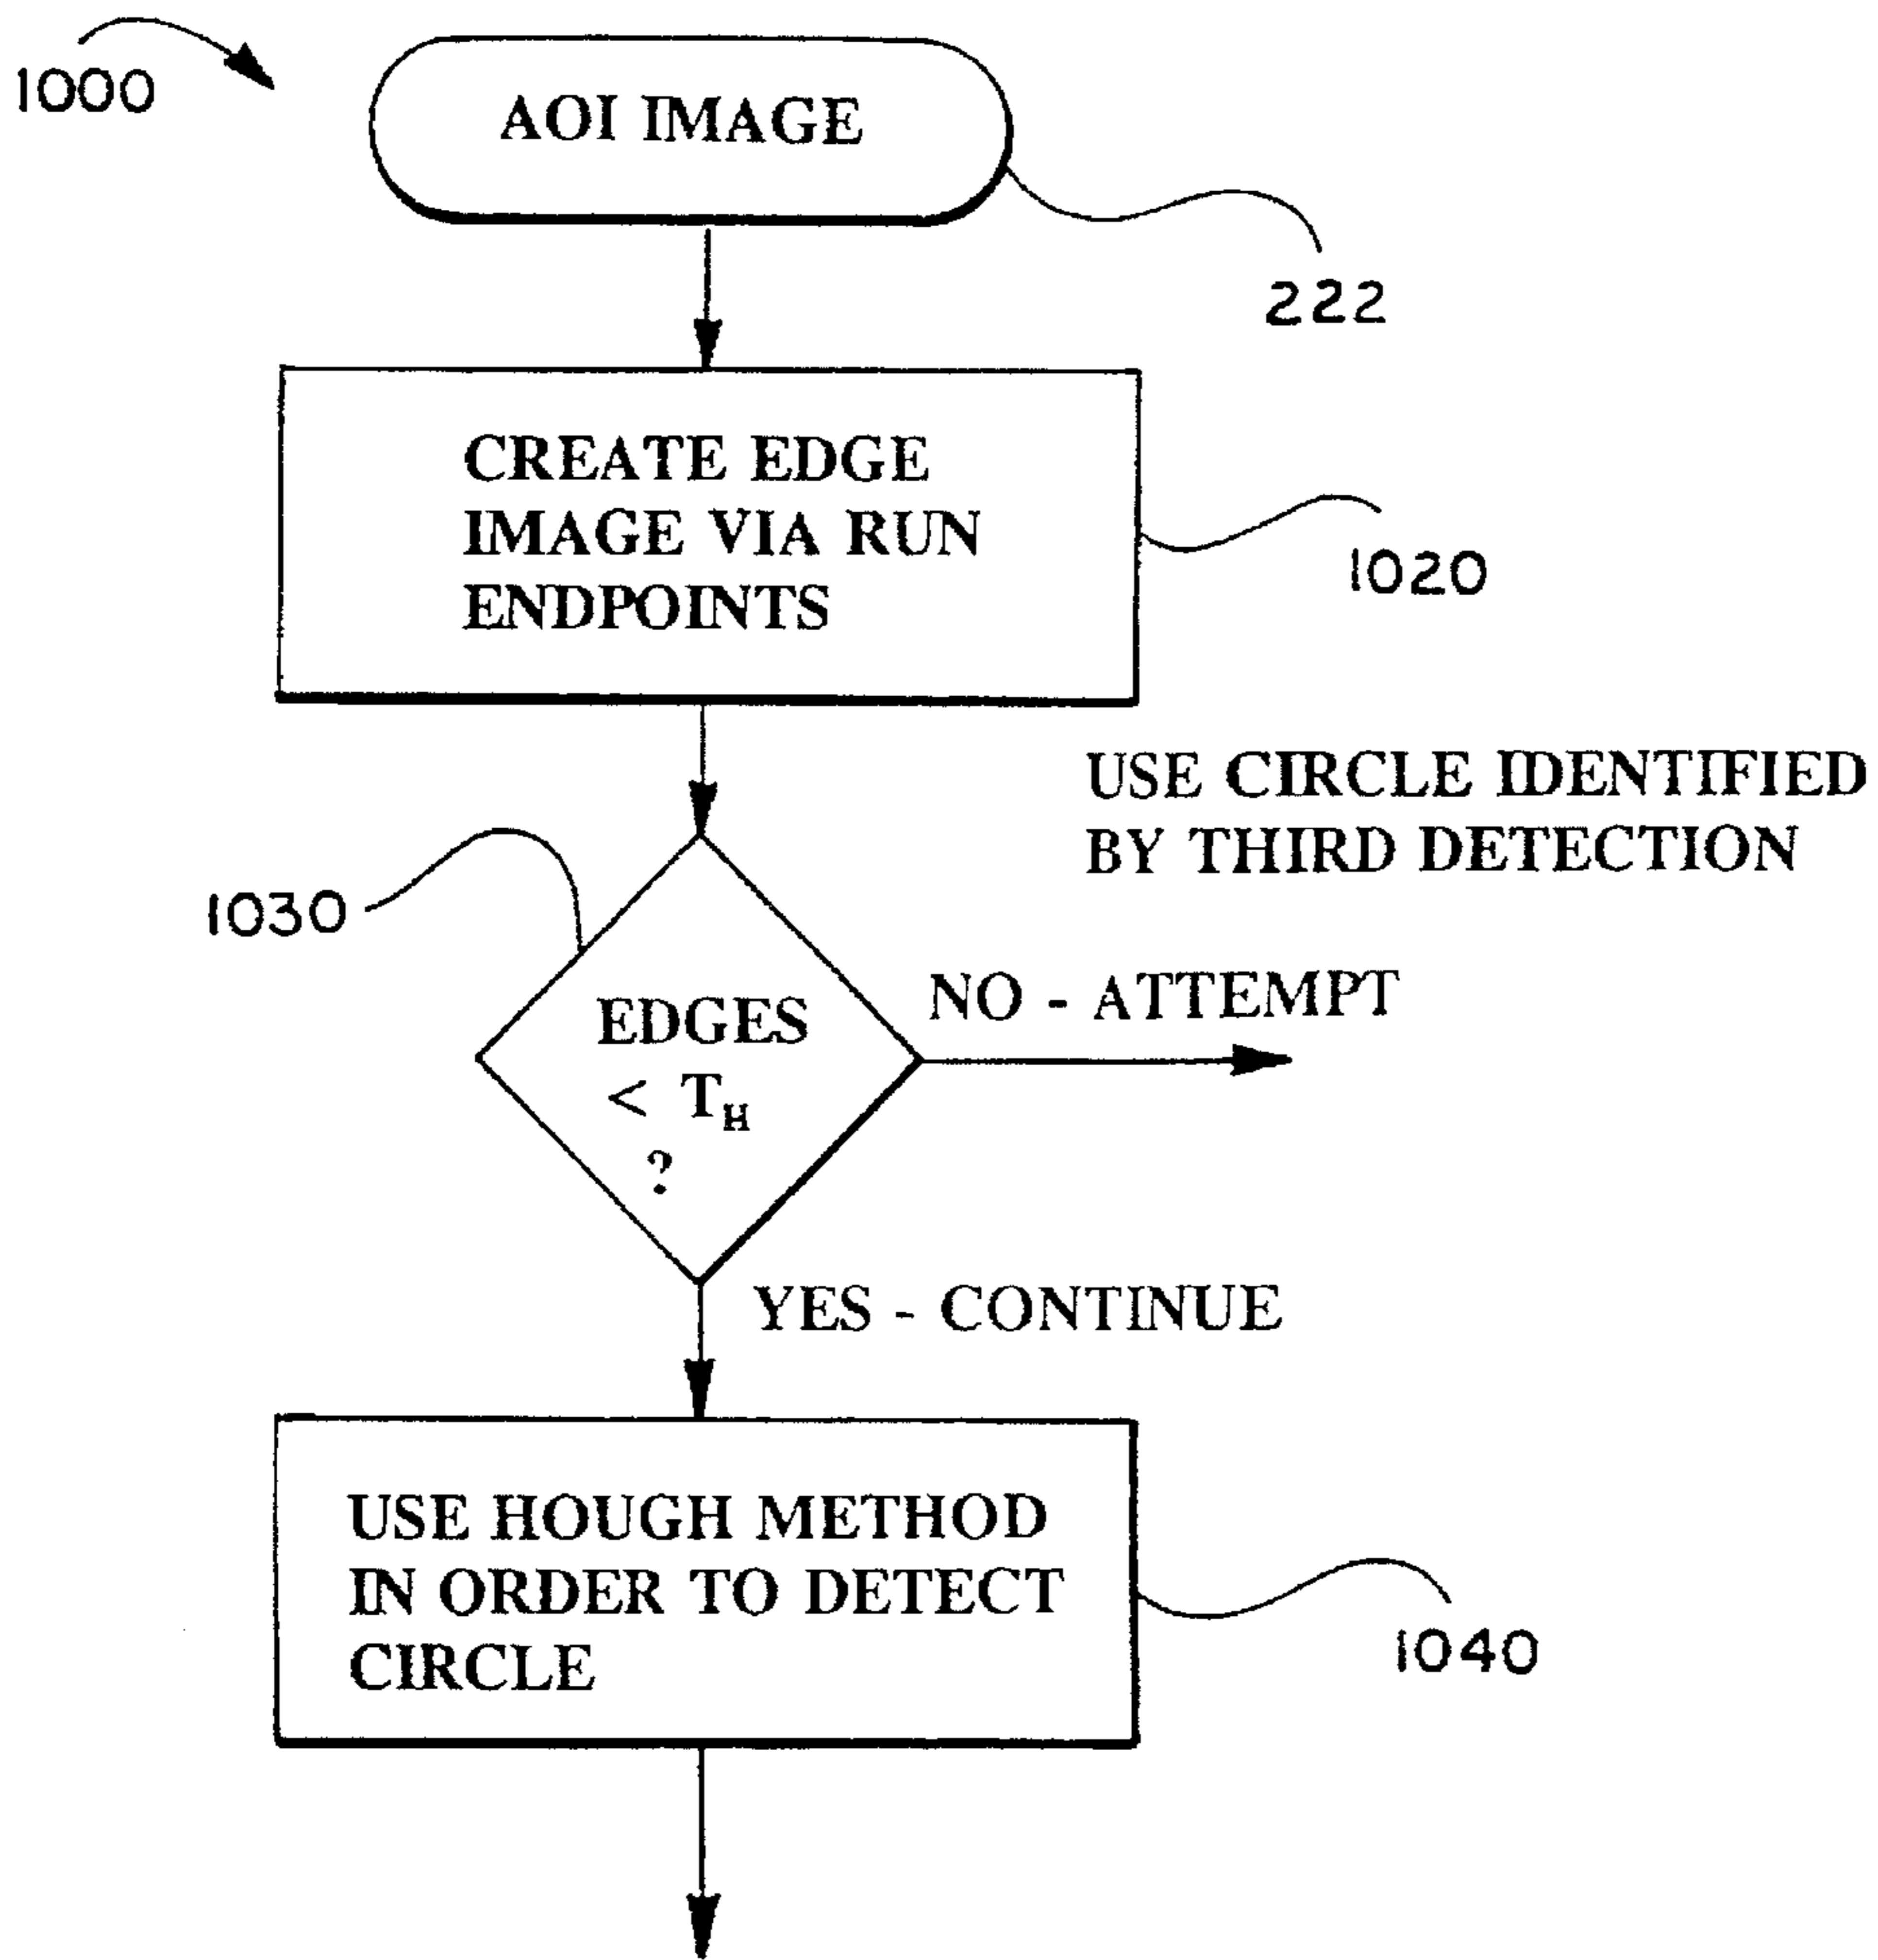 1000
AOI IMAGE
222
CREATE EDGE
IMAGE VIA RUN
ENDPOINTS
1020
USE CIRCLE IDENTIFIED
BY THIRD DETECTION
1030
NO - ATTEMPT
EDGES
< T_H
?
YES - CONTINUE
USE HOUGH METHOD
IN ORDER TO DETECT
CIRCLE
1040